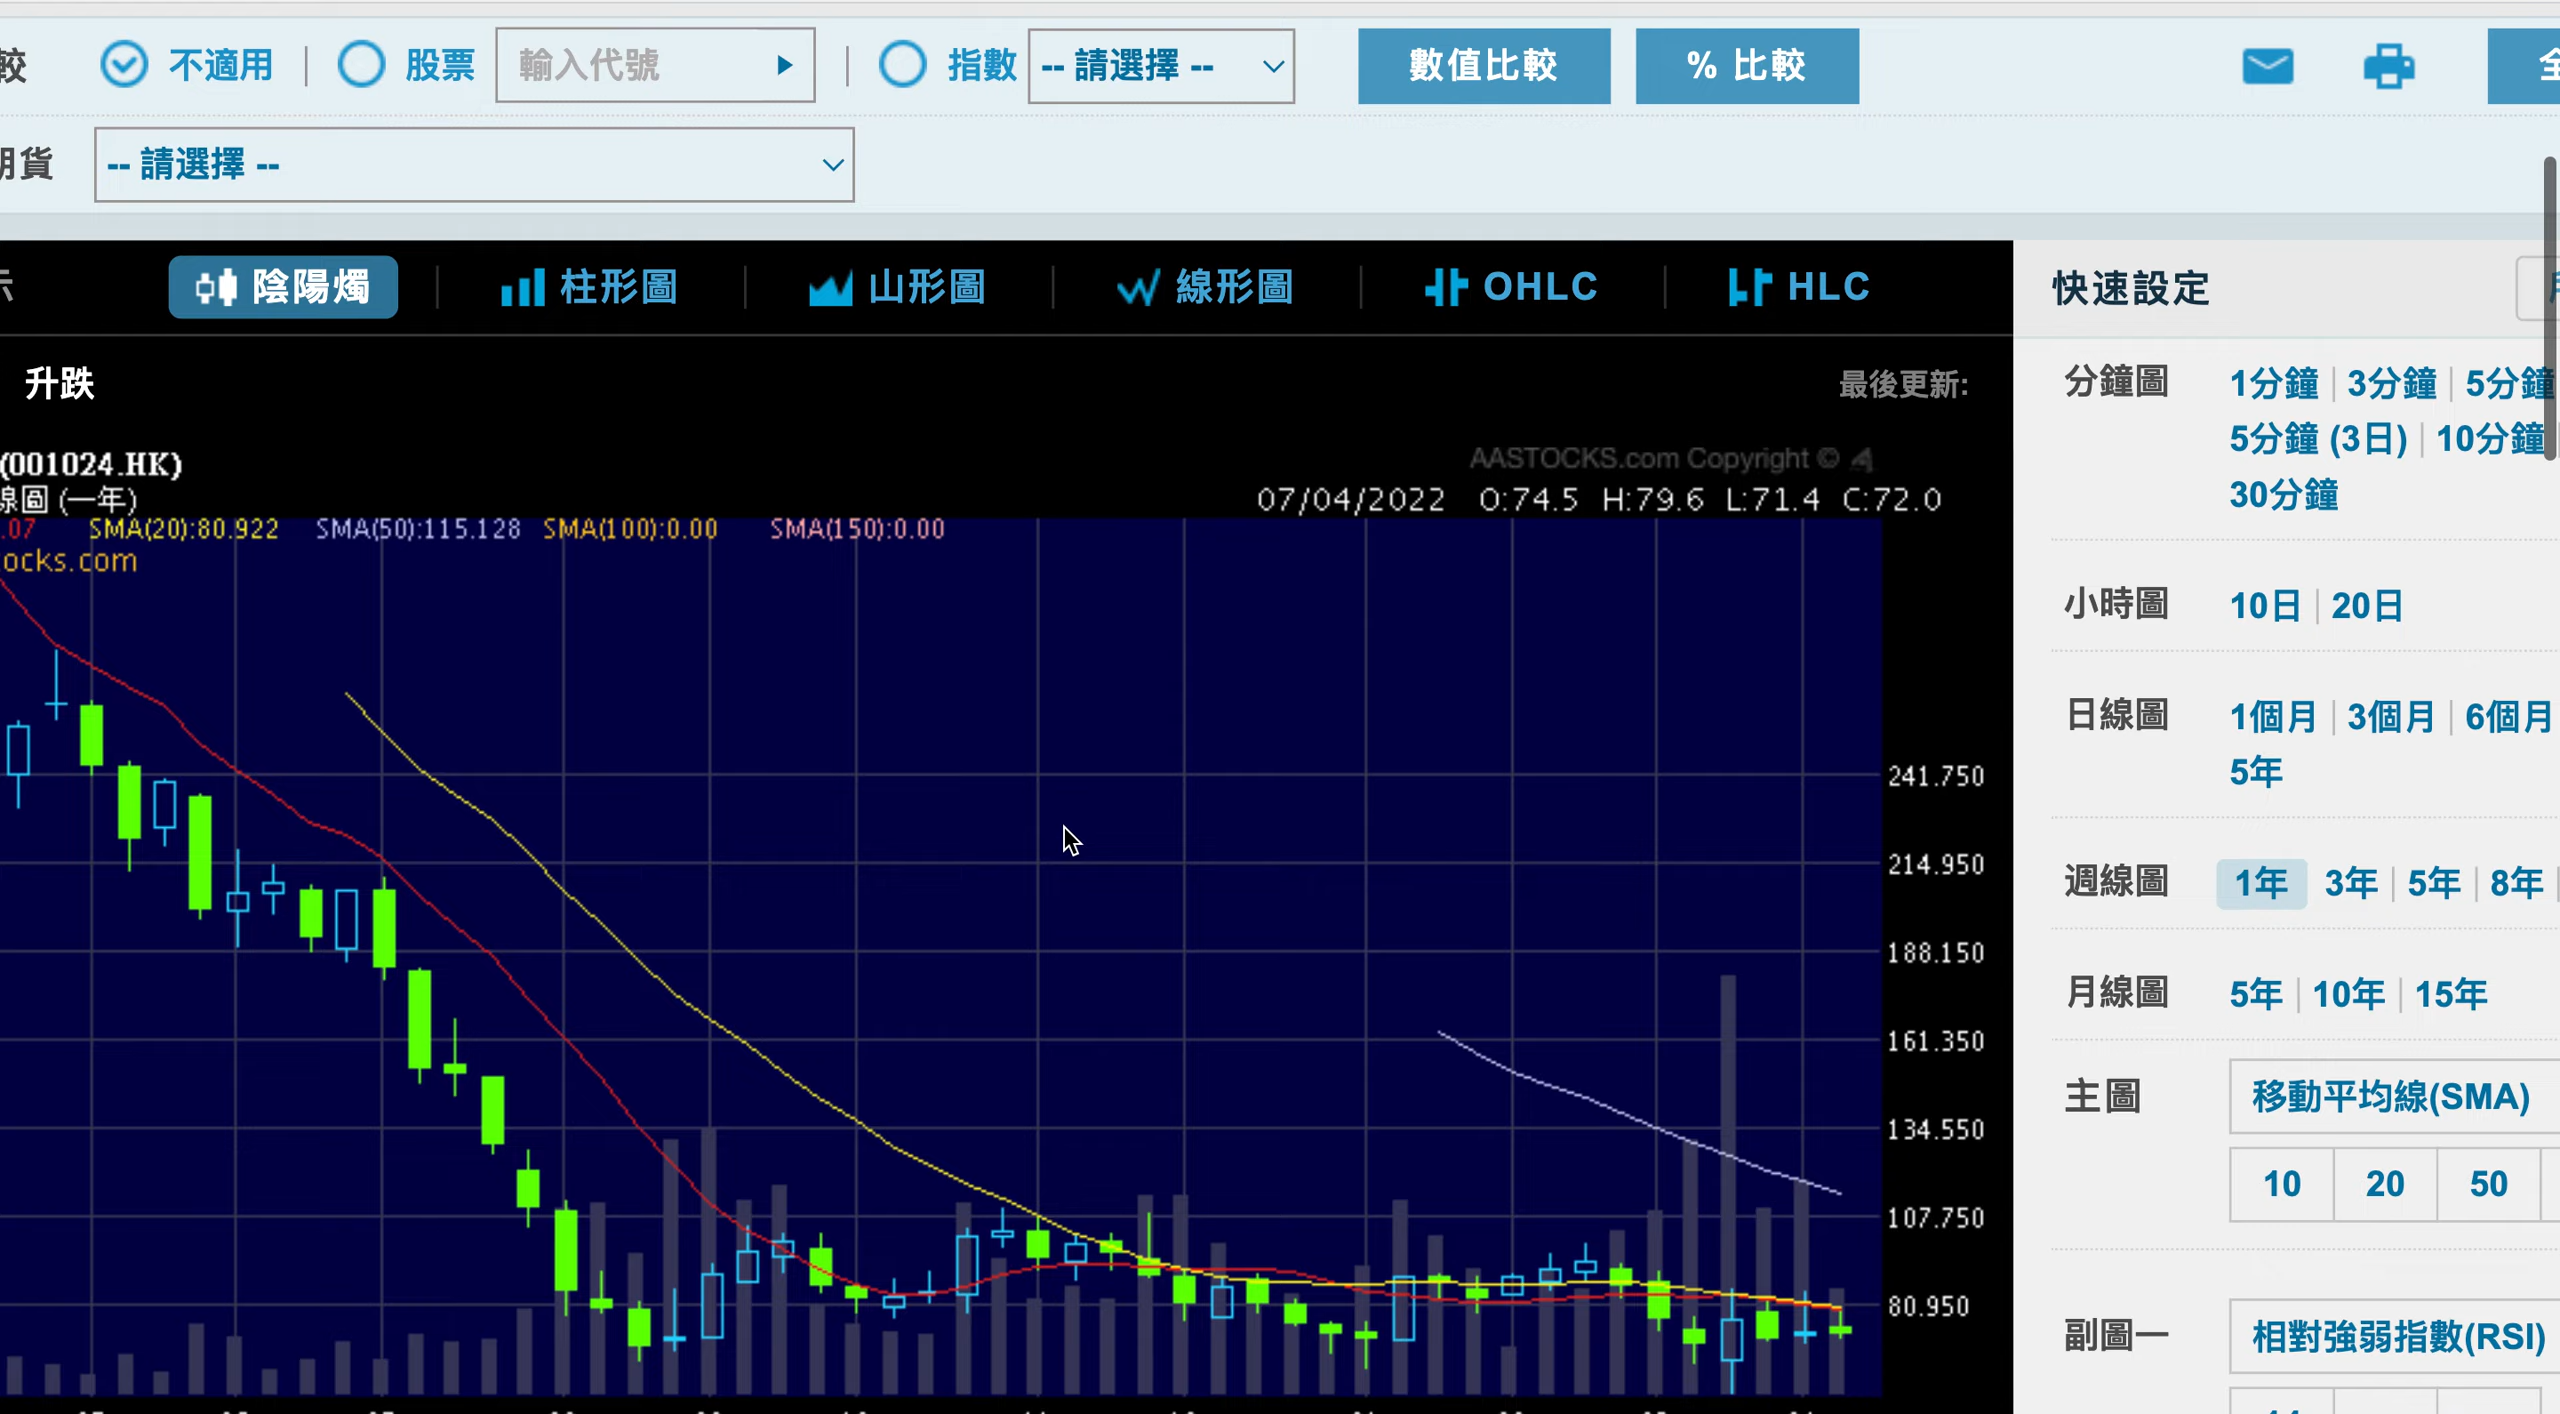 較 不適用 | 股票 輸入代號 | 指數 -- 請選擇 -- 數值比較 % 比較 全
期貨 -- 請選擇 --
示 陰陽燭 柱形圖 山形圖 線形圖 OHLC HLC
快速設定
升跌 最後更新:
(001024.HK)
AASTOCKS.com Copyright ©
線圖 (一年) 07/04/2022 O:74.5 H:79.6 L:71.4 C:72.0
.07 SMA(20):80.922 SMA(50):115.128 SMA(100):0.00 SMA(150):0.00
ocks.com
241.750
214.950
188.150
161.350
134.550
107.750
80.950
分鐘圖 1分鐘 | 3分鐘 | 5分鐘
5分鐘 (3日) | 10分鐘
30分鐘
小時圖 10日 | 20日
日線圖 1個月 | 3個月 | 6個月
5年
週線圖 1年 3年 | 5年 | 8年
月線圖 5年 | 10年 | 15年
主圖 移動平均線(SMA)
10 20 50
副圖一 相對強弱指數(RSI)